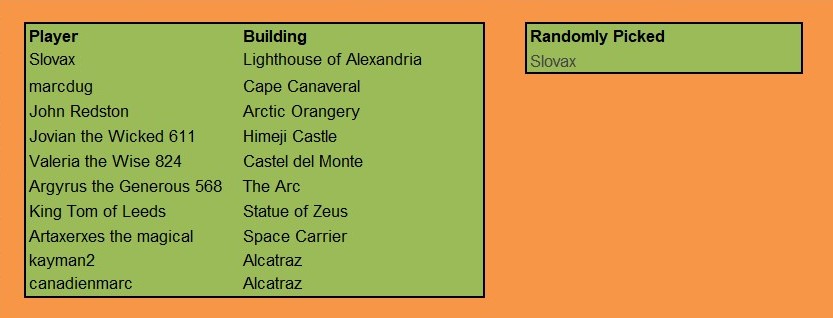 Player Building
Slovax Lighthouse of Alexandria
marcdug Cape Canaveral
John Redston Arctic Orangery
Jovian the Wicked 611 Himeji Castle
Valeria the Wise 824 Castel del Monte
Argyrus the Generous 568 The Arc
King Tom of Leeds Statue of Zeus
Artaxerxes the magical Space Carrier
kayman2 Alcatraz
canadienmarc Alcatraz
Randomly Picked
Slovax